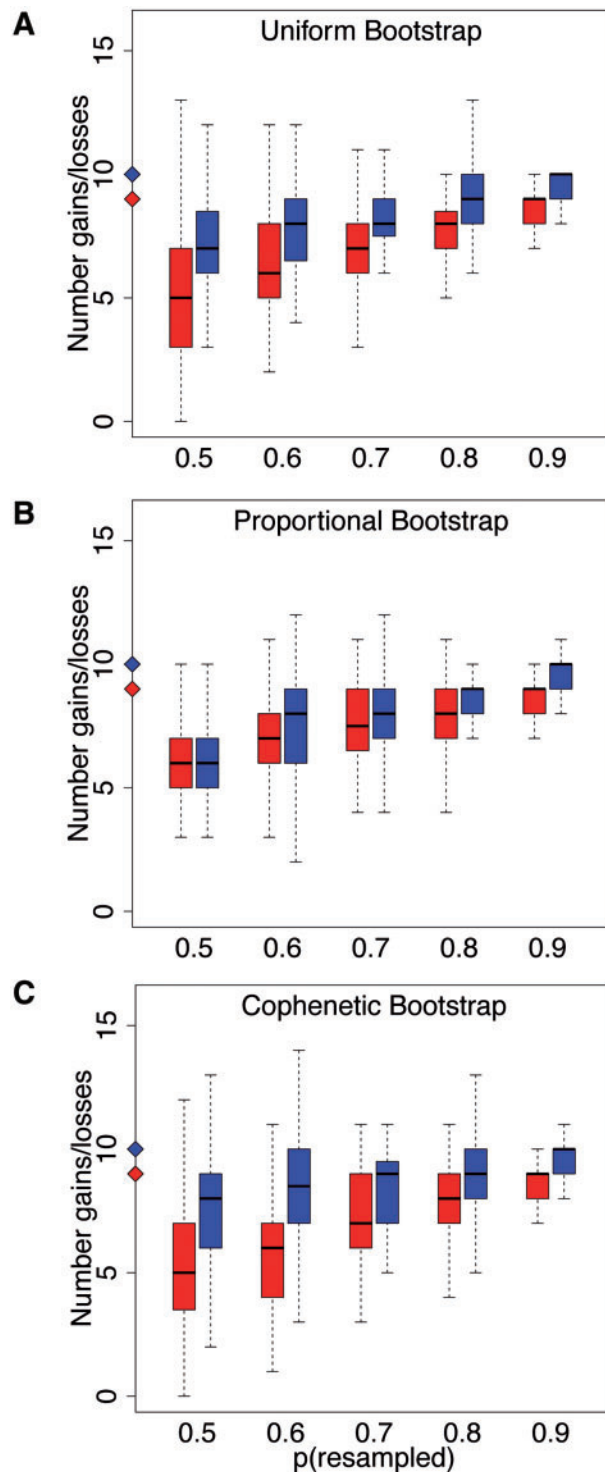 A
Uniform Bootstrap
Number gains/losses
15
10
5
0
0.5 0.6 0.7 0.8 0.9
B
Proportional Bootstrap
Number gains/losses
15
10
5
0
0.5 0.6 0.7 0.8 0.9
C
Cophenetic Bootstrap
Number gains/losses
15
10
5
0
0.5 0.6 0.7 0.8 0.9
p(resampled)